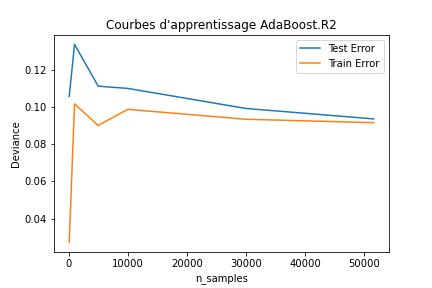 Courbes d'apprentissage AdaBoost.R2
Test Error
Train Error
Deviance
0.12
0.10
0.08
0.06
0.04
0 10000 20000 30000 40000 50000
n_samples